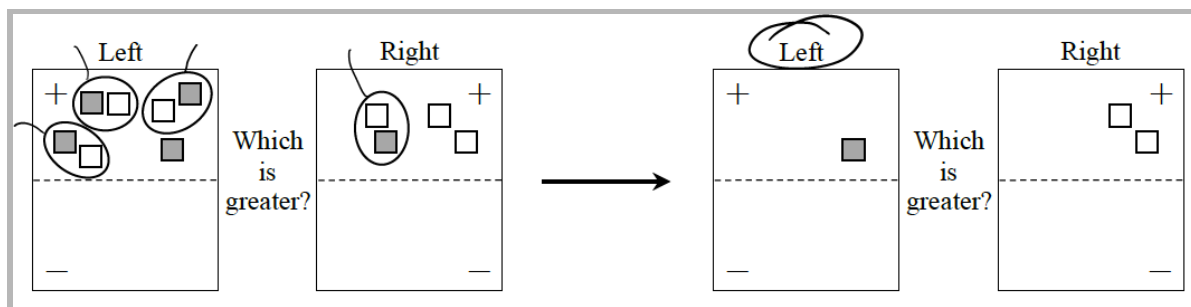 Left
Right
Left
Right
+
+
+
+
Which
is
greater?
Which
is
greater?
_
_
_
_